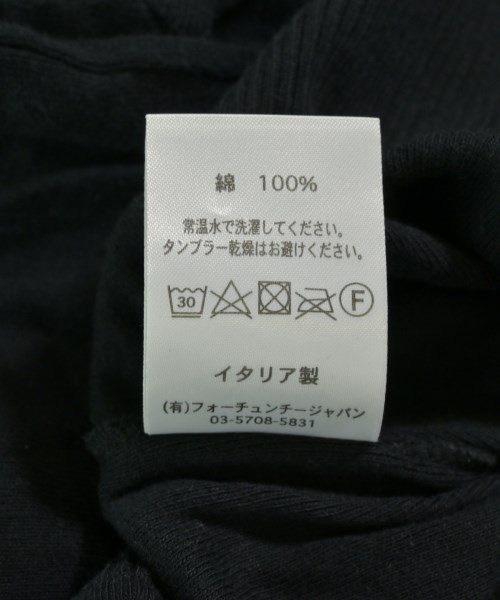 綿 100%
常温水で洗濯してください。
タンブラー乾燥はお避けください。
30 F
イタリア製
(有)フォーチュンチージャパン
03-5708-5831